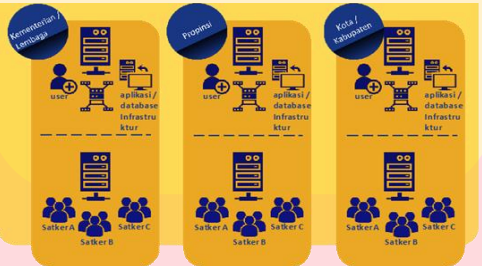 Kementerian /
Lembaga
user
aplikasi /
database
Infrastru
ktur
Satker A
Satker B
Satker C
Propinsi
user
aplikasi /
database
Infrastru
ktur
Satker A
Satker B
Satker C
Kota /
Kabupaten
user
aplikasi /
database
Infrastru
ktur
Satker A
Satker B
Satker C